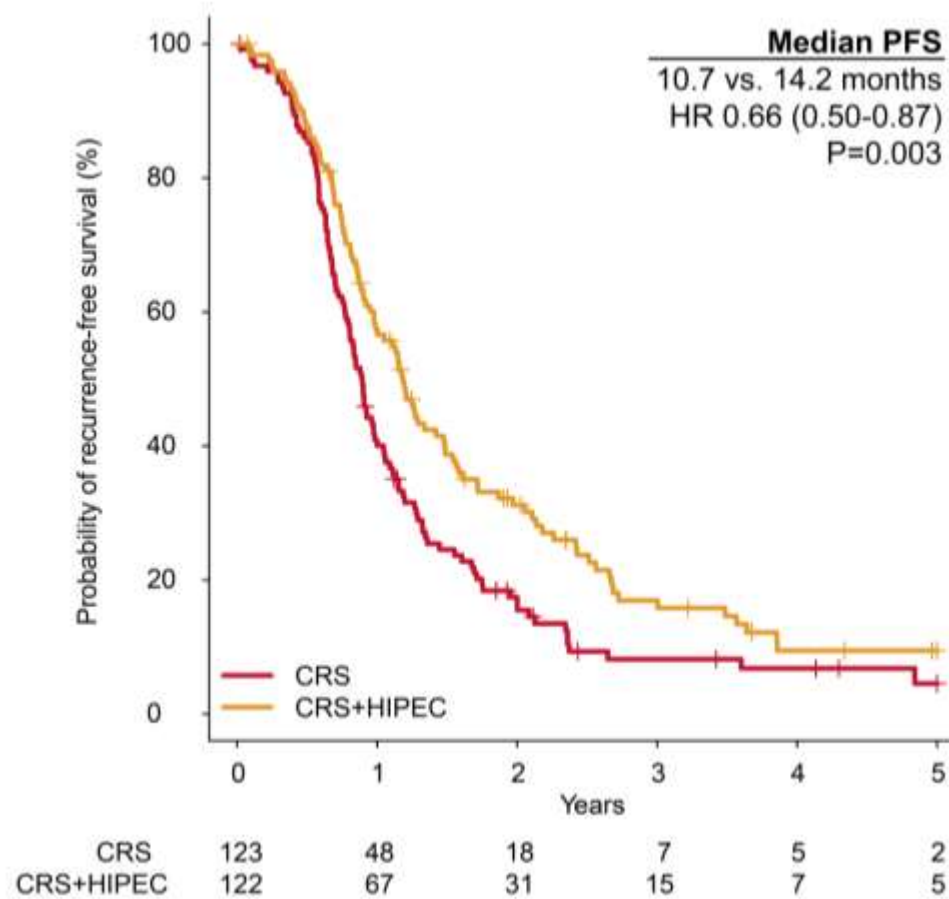 Median PFS
10.7 vs. 14.2 months
HR 0.66 (0.50-0.87)
P=0.003
Probability of recurrence-free survival (%)
100
80
60
40
20
0
CRS
CRS+HIPEC
0 1 2 3 4 5
Years
CRS 123 48 18 7 5 2
CRS+HIPEC 122 67 31 15 7 5